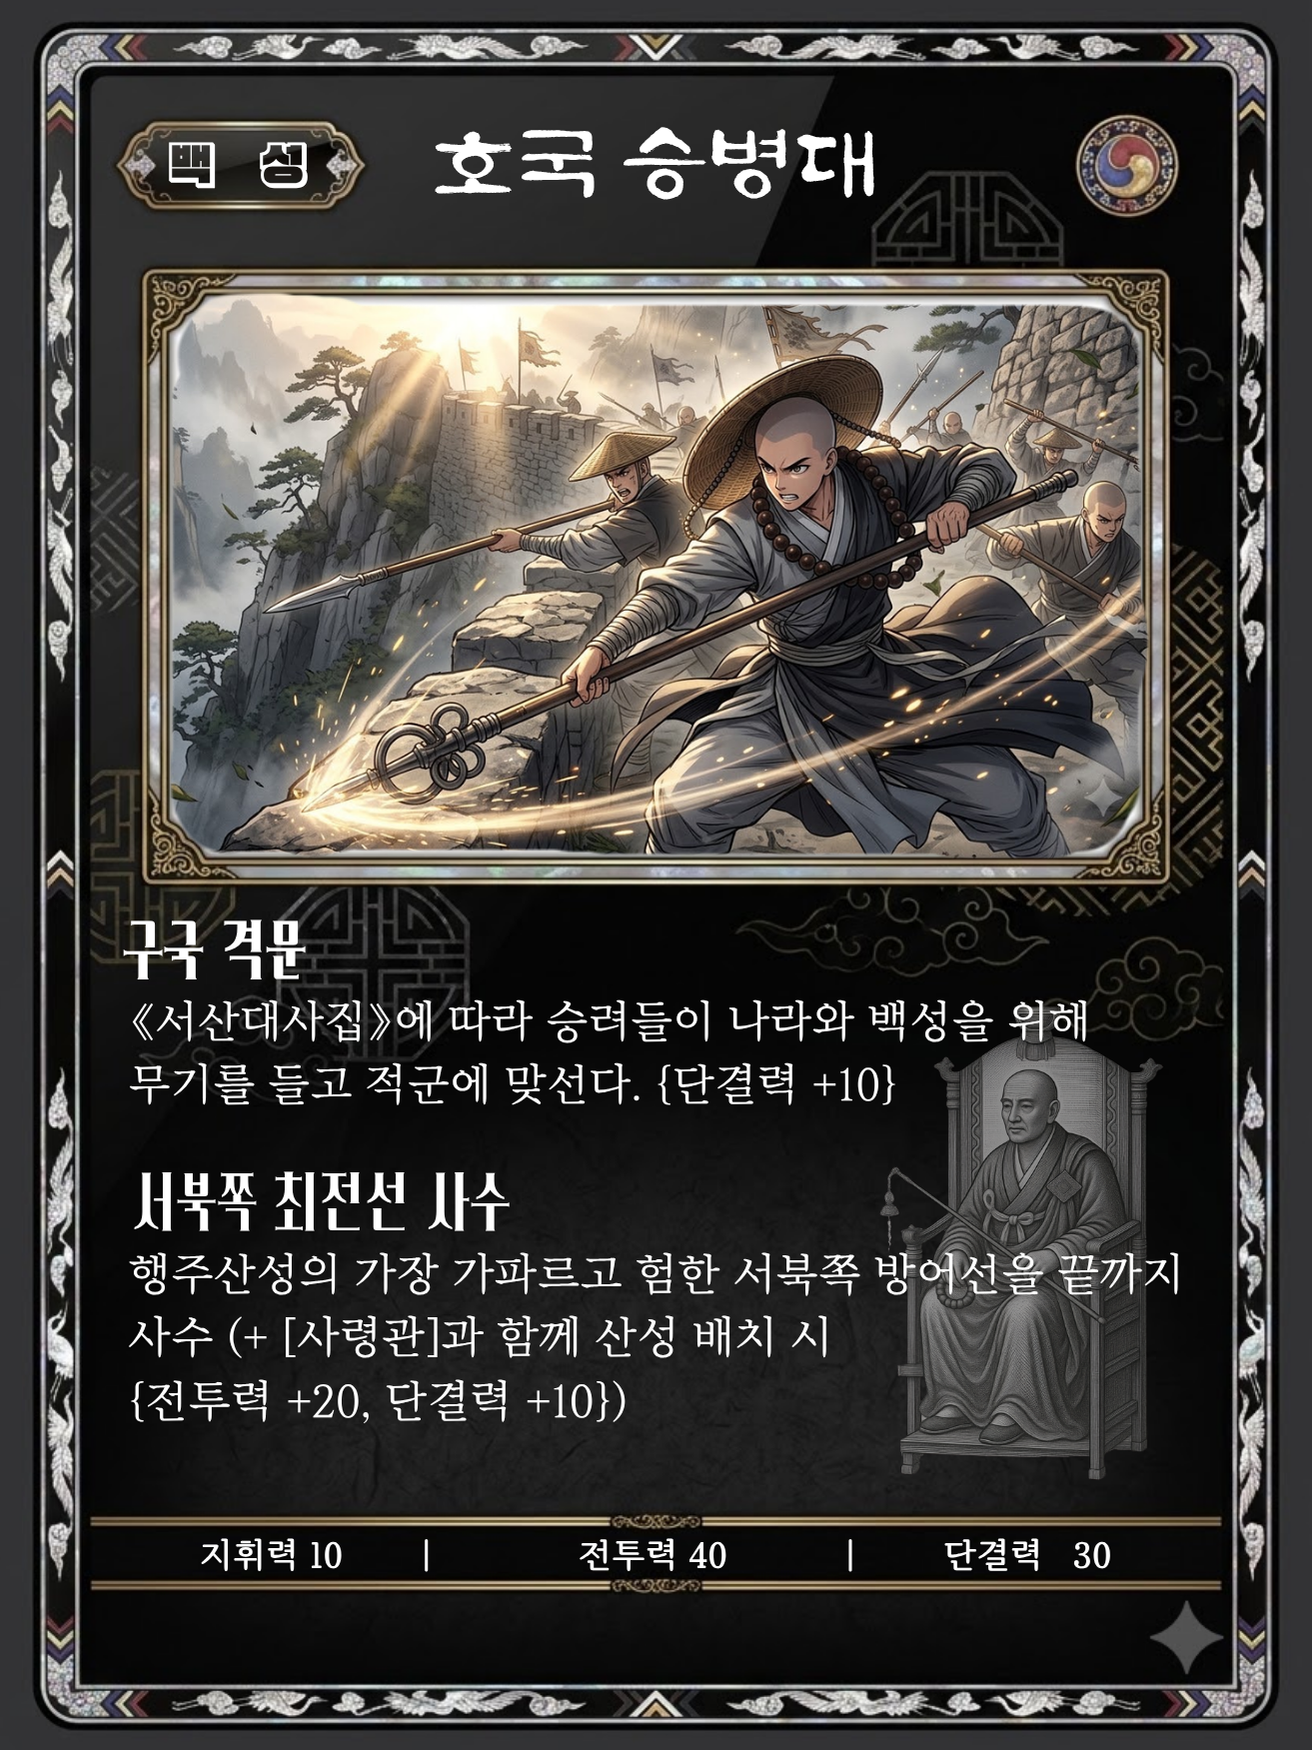 백 성
호국 승병대
구국 격문
《서산대사집》에 따라 승려들이 나라와 백성을 위해
무기를 들고 적군에 맞선다. {단결력 +10}
서북쪽 최전선 사수
행주산성의 가장 가파르고 험한 서북쪽 방어선을 끝까지
사수 (+ [사령관]과 함께 산성 배치 시
{전투력 +20, 단결력 +10})
지휘력 10 | 전투력 40 | 단결력 30